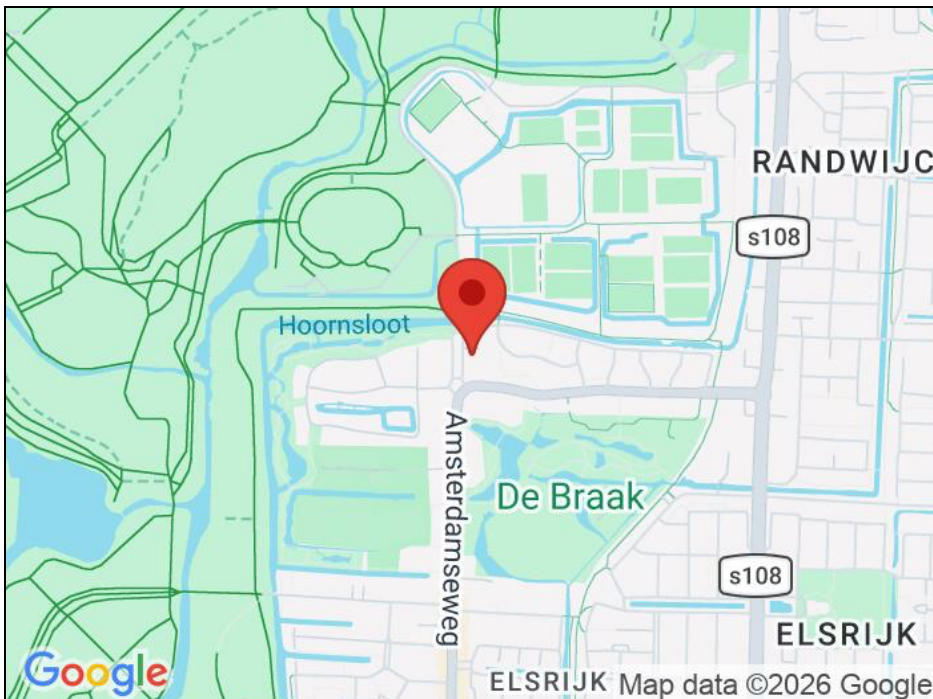 RANDWIJC
s108
Hoornsloot
Amsterdamseweg
De Braak
s108
ELSRIJK
ELSRIJK
Google
Map data ©2026 Google